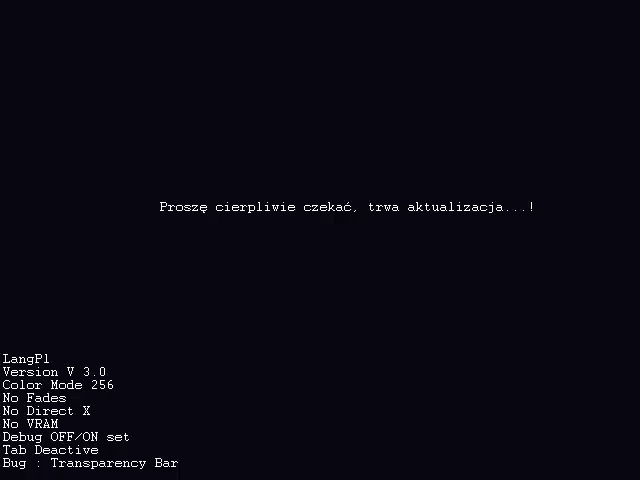 Proszę cierpliwie czekać, trwa aktualizacja...!
LangPl
Version V 3.0
Color Mode 256
No Fades
No Direct X
No VRAM
Debug OFF/ON set
Tab Deactive
Bug : Transparency Bar